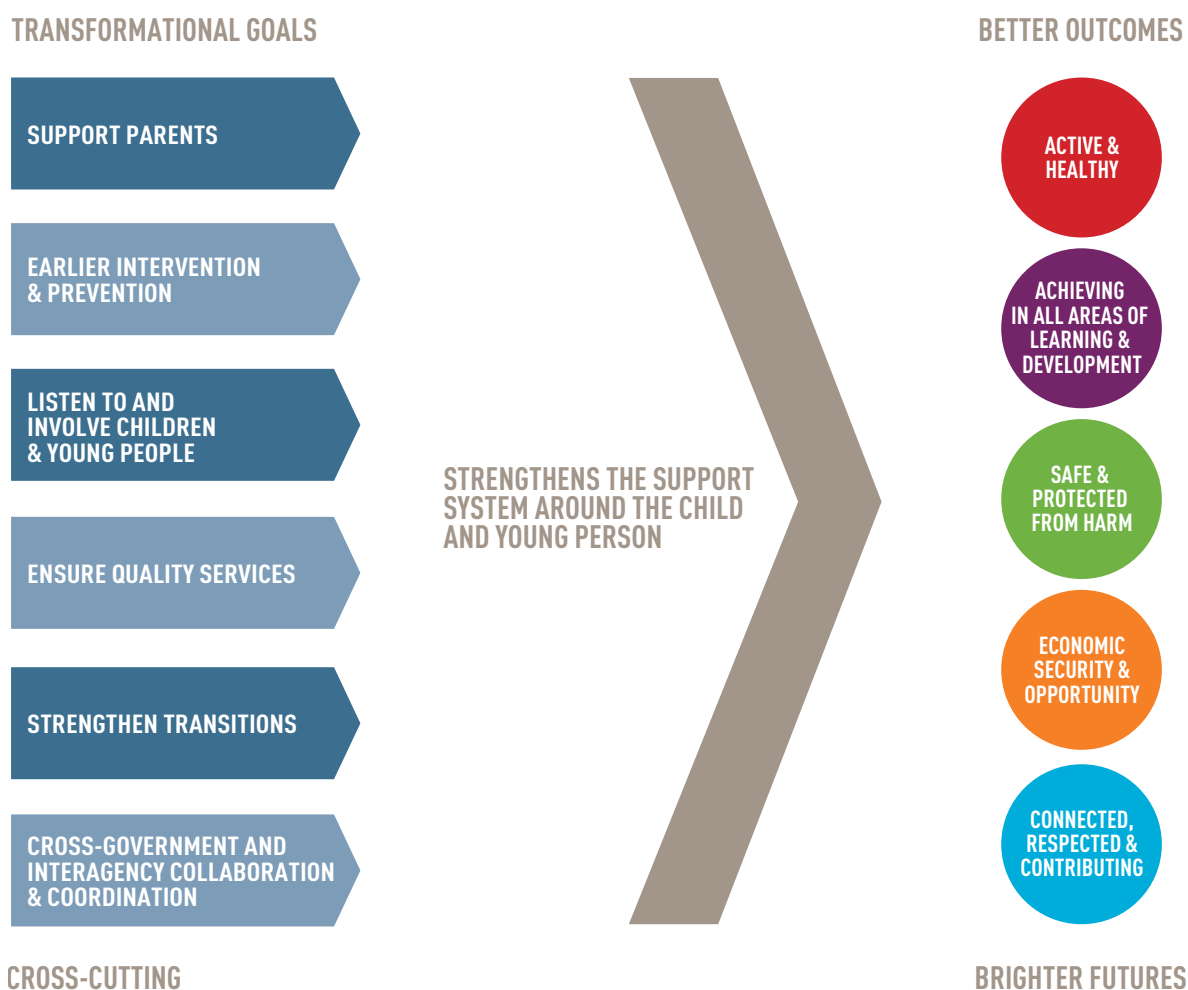 TRANSFORMATIONAL GOALS
SUPPORT PARENTS
EARLIER INTERVENTION
& PREVENTION
LISTEN TO AND
INVOLVE CHILDREN
& YOUNG PEOPLE
ENSURE QUALITY SERVICES
STRENGTHEN TRANSITIONS
CROSS-GOVERNMENT AND
INTERAGENCY COLLABORATION
& COORDINATION
CROSS-CUTTING
STRENGTHENS THE SUPPORT
SYSTEM AROUND THE CHILD
AND YOUNG PERSON
BETTER OUTCOMES
ACTIVE &
HEALTHY
ACHIEVING
IN ALL AREAS OF
LEARNING &
DEVELOPMENT
SAFE &
PROTECTED
FROM HARM
ECONOMIC
SECURITY &
OPPORTUNITY
CONNECTED,
RESPECTED &
CONTRIBUTING
BRIGHTER FUTURES